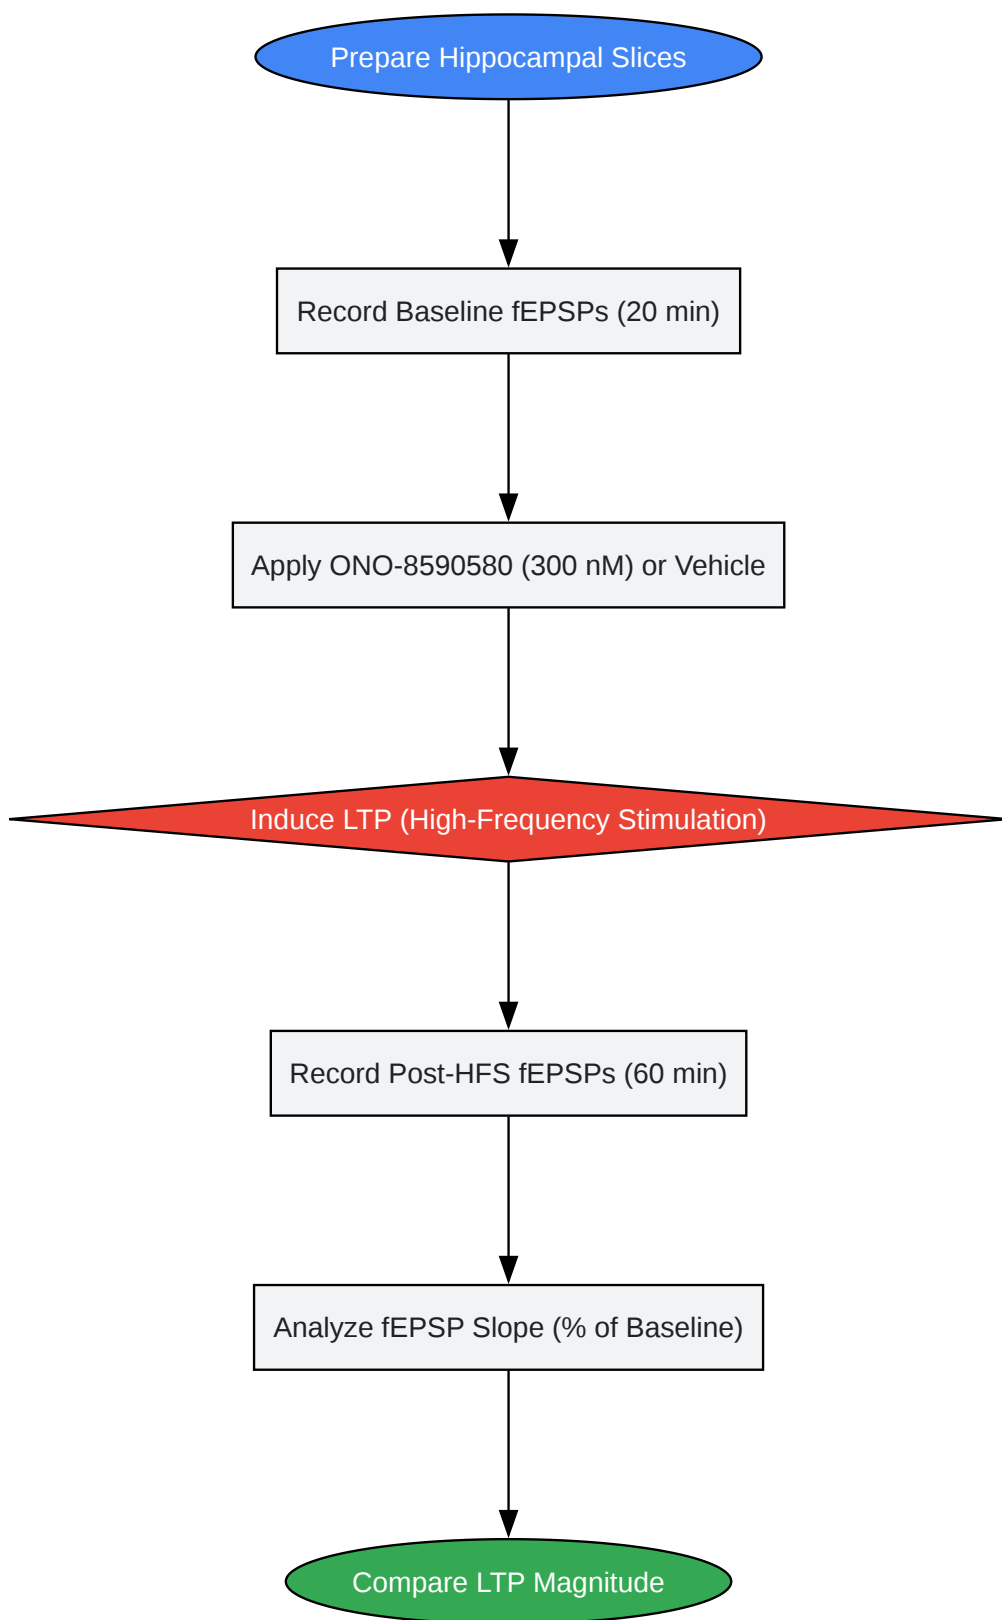 Prepare Hippocampal Slices
Record Baseline fEPSPs (20 min)
Apply ONO-8590580 (300 nM) or Vehicle
Induce LTP (High-Frequency Stimulation)
Record Post-HFS fEPSPs (60 min)
Analyze fEPSP Slope (% of Baseline)
Compare LTP Magnitude